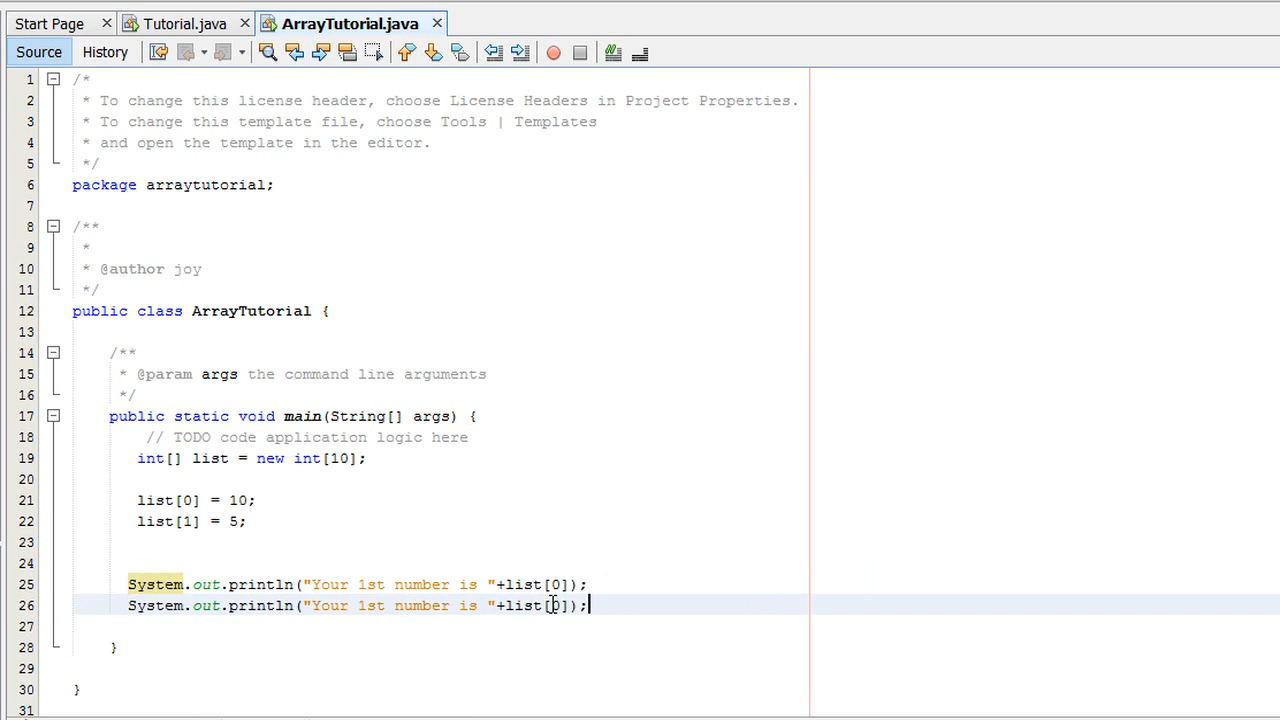 Start Page Tutorial.java ArrayTutorial.java
Source History
1 /*
2 * To change this license header, choose License Headers in Project Properties.
3 * To change this template file, choose Tools | Templates
4 * and open the template in the editor.
5 */
6 package arraytutorial;
7
8 /**
9 *
10 * @author joy
11 */
12 public class ArrayTutorial {
13
14 /**
15 * @param args the command line arguments
16 */
17 public static void main(String[] args) {
18 // TODO code application logic here
19 int[] list = new int[10];
20
21 list[0] = 10;
22 list[1] = 5;
23
24
25 System.out.println("Your 1st number is "+list[0]);
26 System.out.println("Your 1st number is "+list[0]);
27
28 }
29
30 }
31